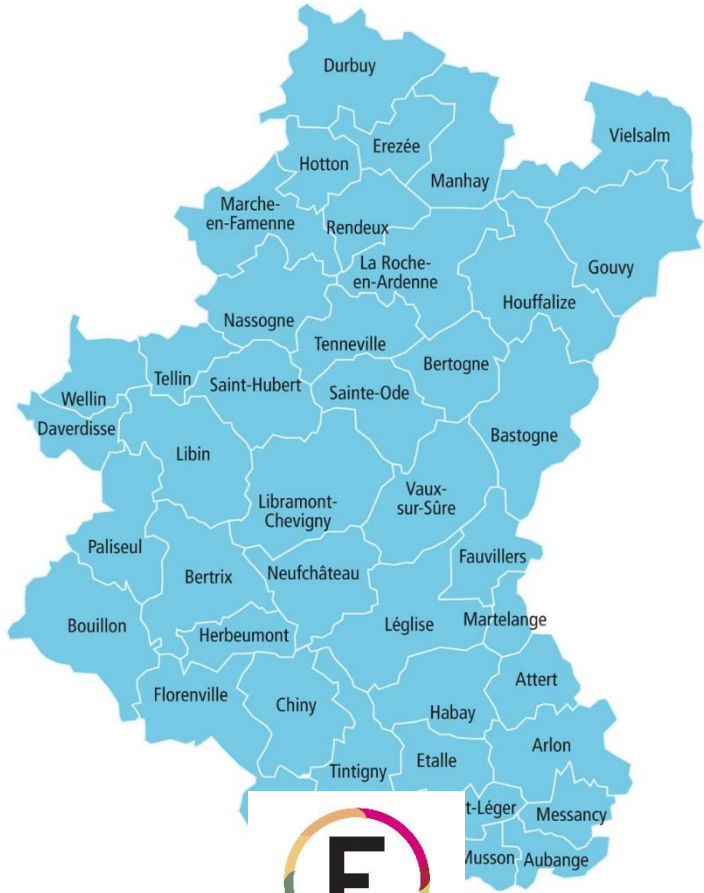 Durbuy
Vielsalm
Erezée
Hotton
Manhay
Marche-
en-Famenne
Rendeux
La Roche-
en-Ardenne
Gouvy
Houffalize
Nassogne
Tenneville
Bertogne
Tellin
Saint-Hubert
Sainte-Ode
Wellin
Daverdisse
Bastogne
Libin
Vaux-
sur-Sûre
Libramont-
Chevigny
Paliseul
Fauvillers
Bertrix
Neufchâteau
Bouillon
Herbeumont
Léglise
Martelange
Attert
Florenville
Chiny
Habay
Arlon
Etalle
Tintigny
t-Léger
Messancy
Musson
Aubange
F